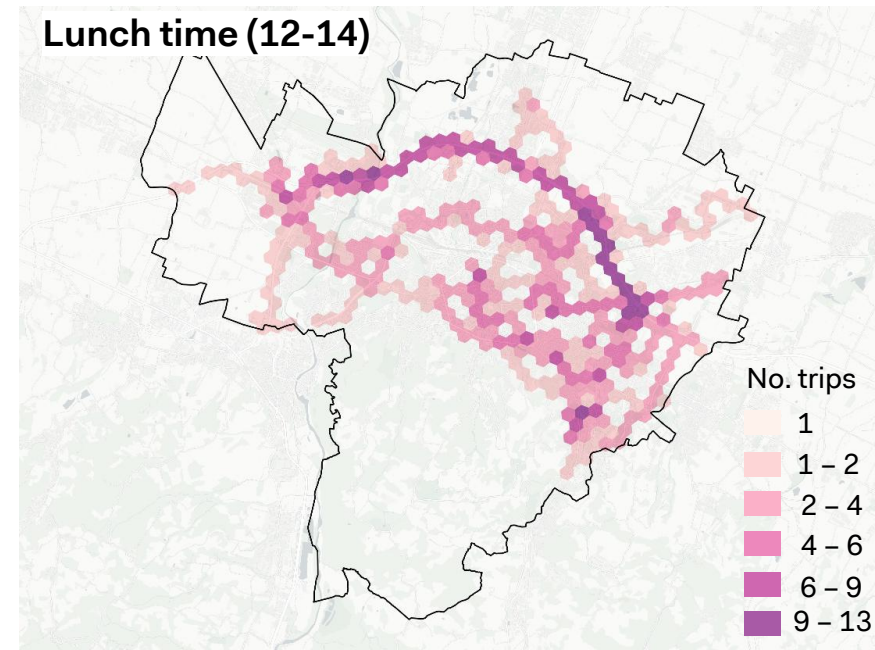 Lunch time (12-14)
No. trips
1
1 – 2
2 – 4
4 – 6
6 – 9
9 – 13